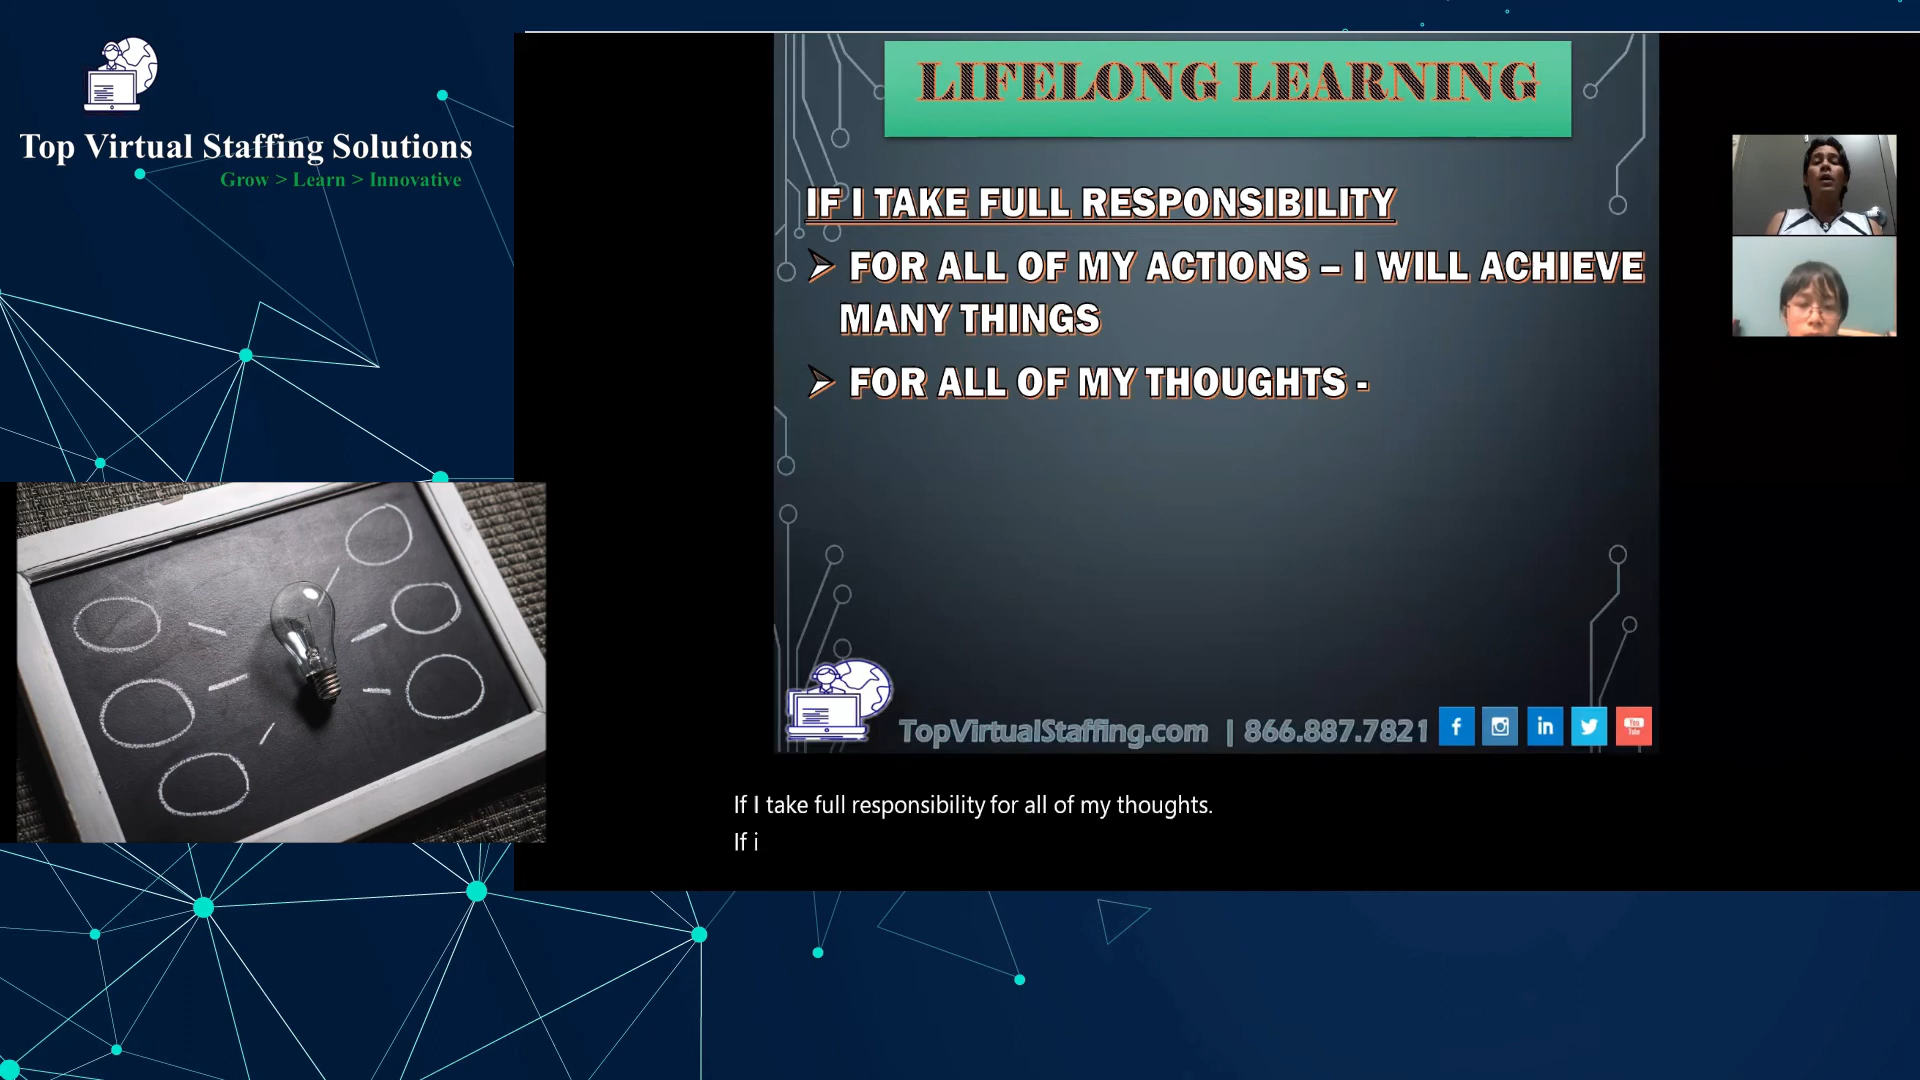 Top Virtual Staffing Solutions
Grow > Learn > Innovative
LIFELONG LEARNING
IF I TAKE FULL RESPONSIBILITY
➢ FOR ALL OF MY ACTIONS – I WILL ACHIEVE
MANY THINGS
➢ FOR ALL OF MY THOUGHTS -
TopVirtualStaffing.com | 866.887.7821
You Tube
If I take full responsibility for all of my thoughts.
If i